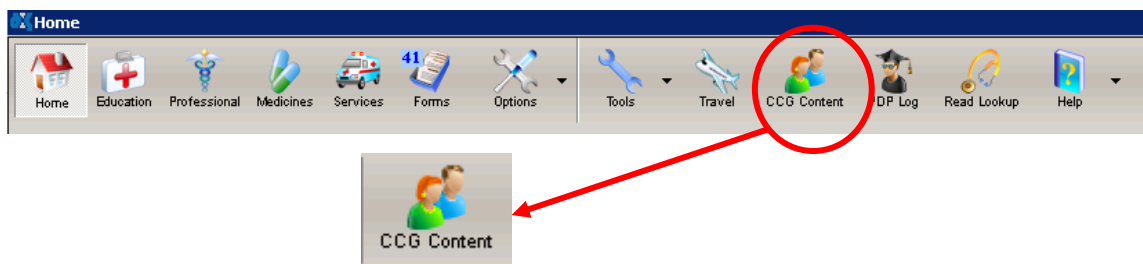 Home
41
Home Education Professional Medicines Services Forms Options Tools Travel CCG Content PDP Log Read Lookup Help
CCG Content